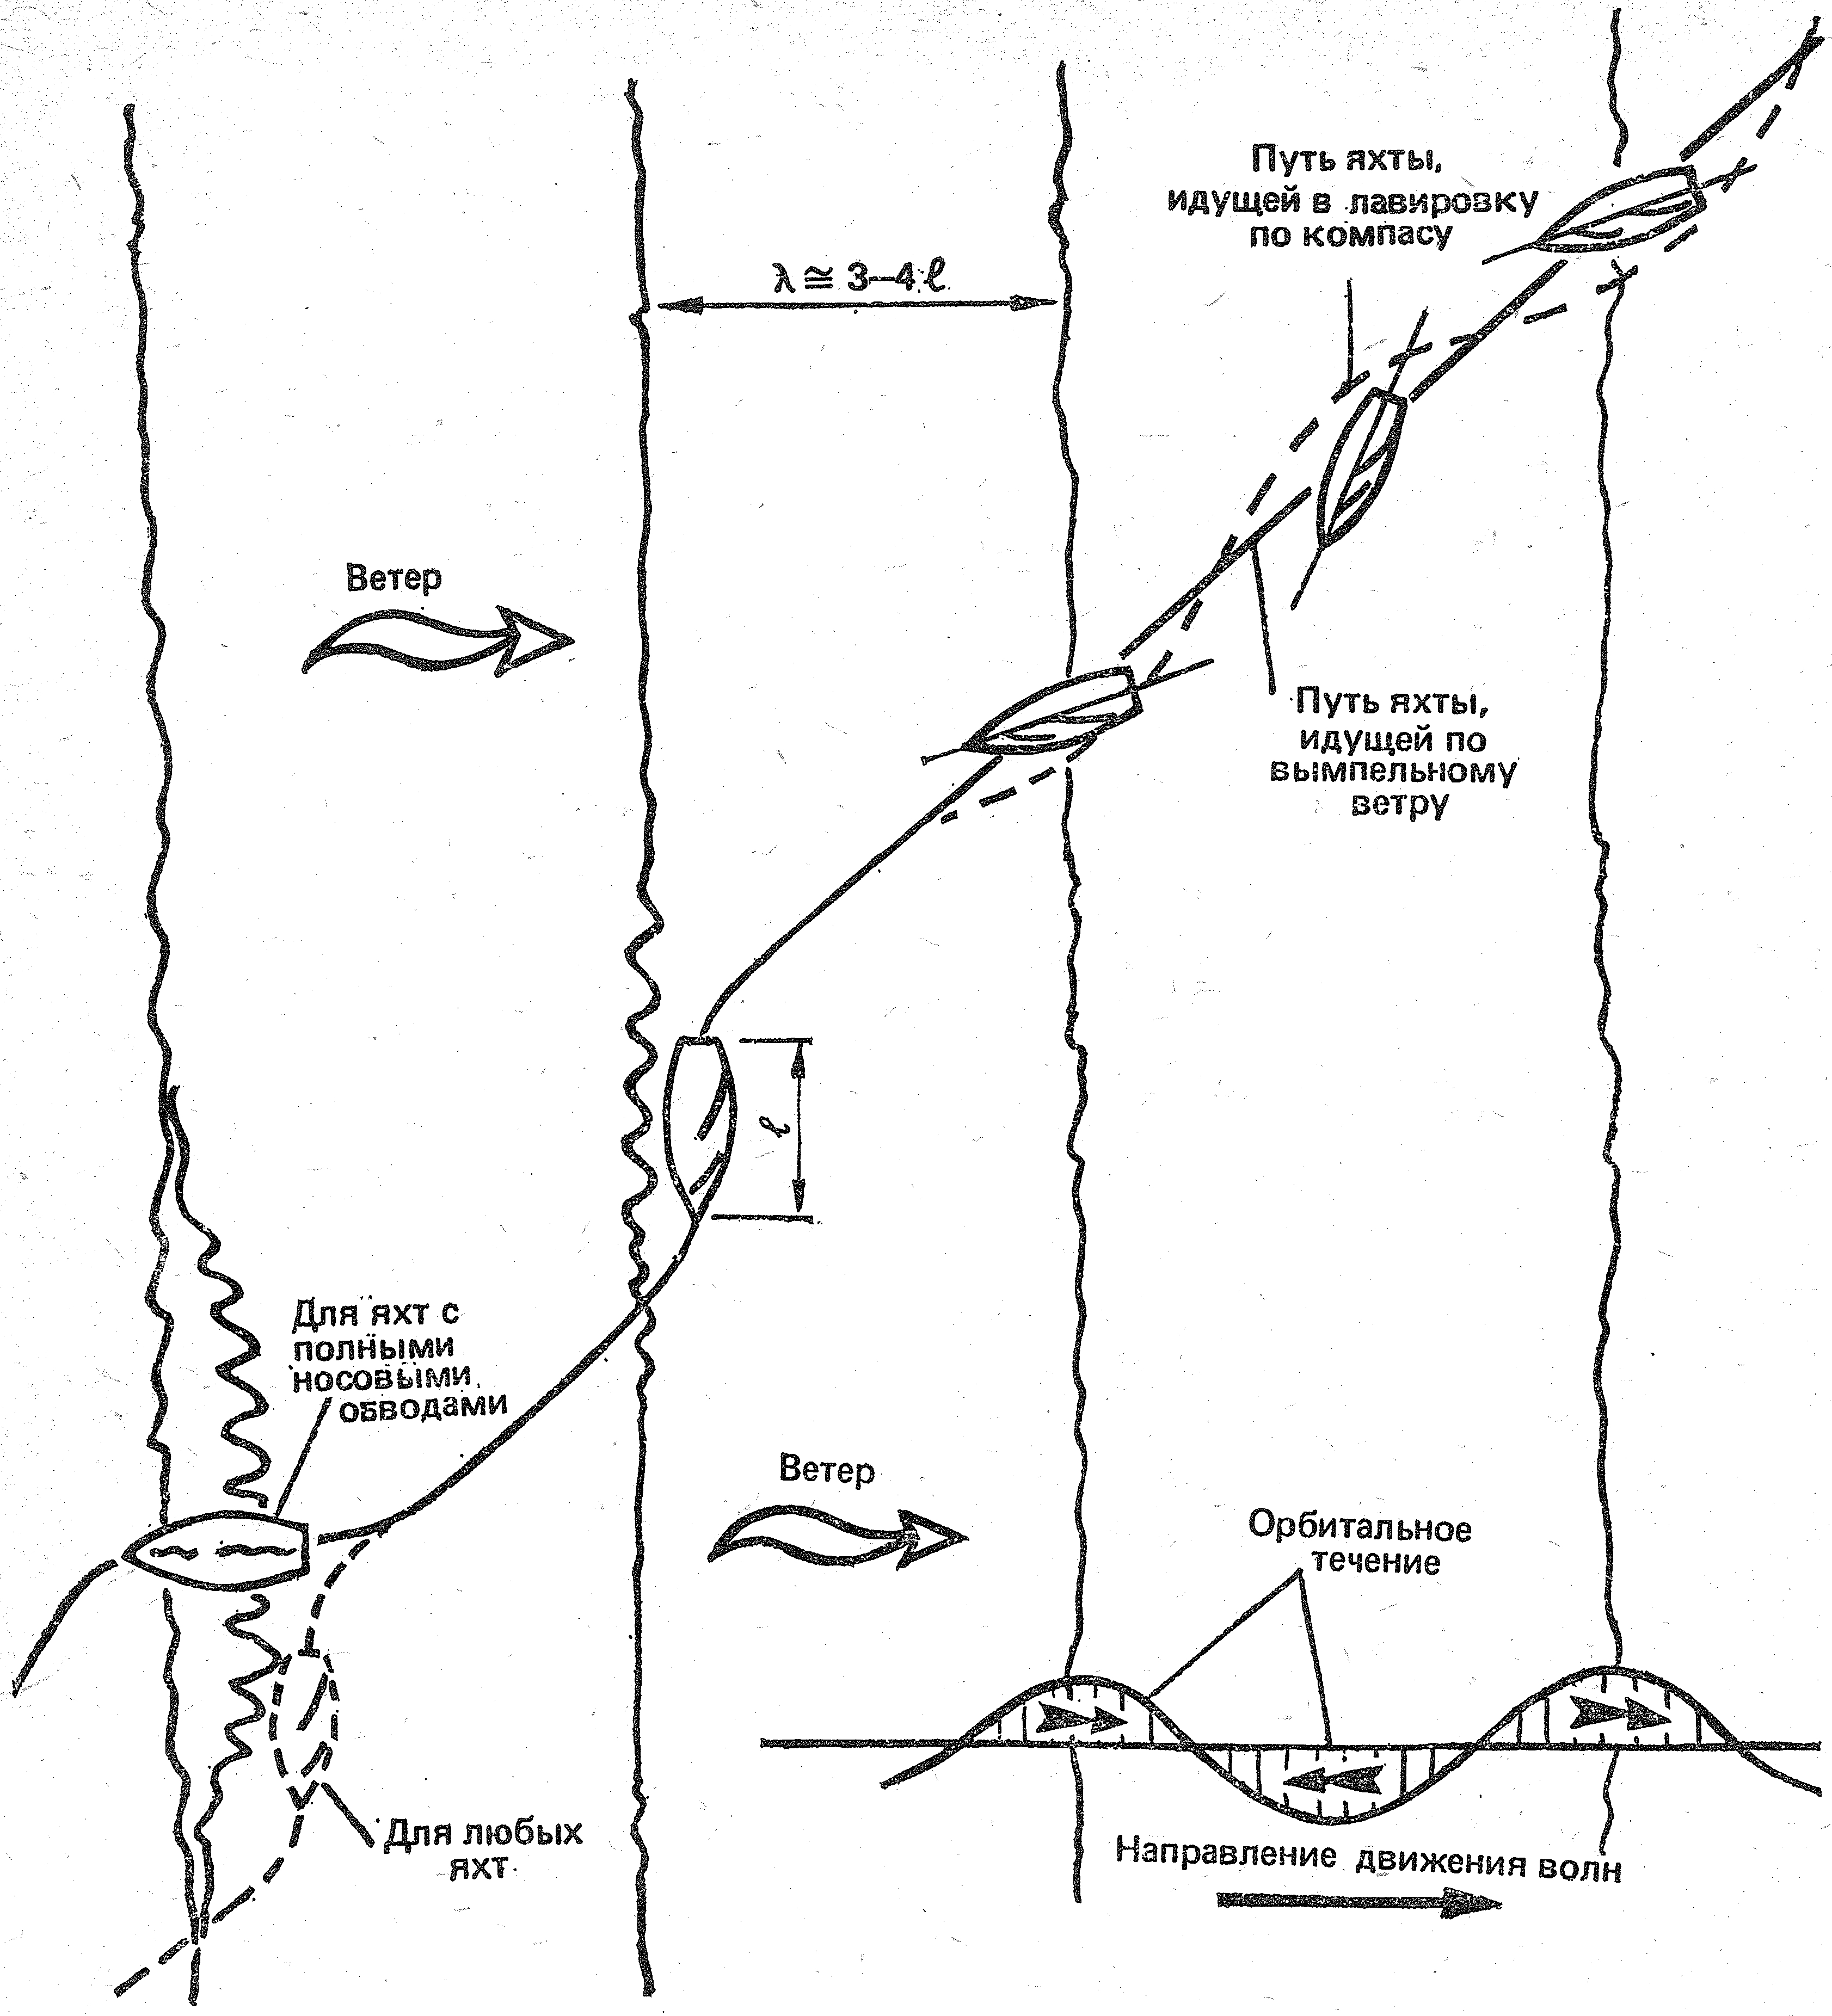 Путь яхты,
идущей в лавировку
по компасу
λ ≅ 3–4 ℓ
Ветер
Путь яхты,
идущей по
вымпельному
ветру
ℓ
Для яхт с
полными
носовыми
обводами
Ветер
Орбитальное
течение
Для любых
яхт
Направление движения волн